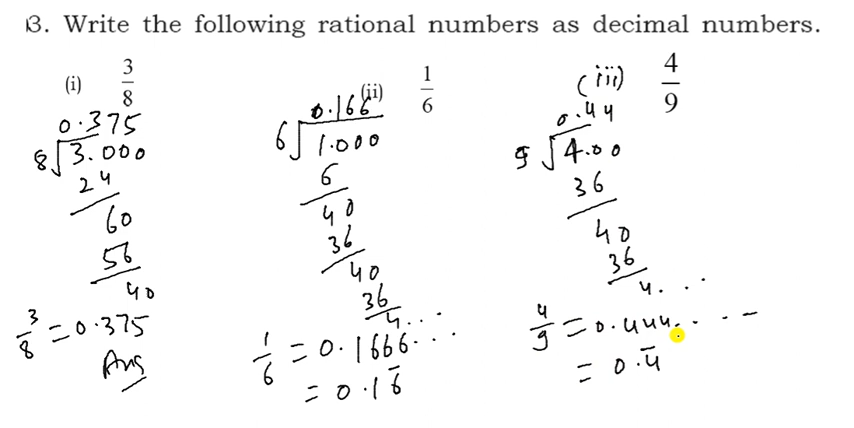 3. Write the following rational numbers as decimal numbers.
(i) 3/8
0.375
8 3.000
24
60
56
40
3/8 = 0.375
Ans
(ii) 1/6
0.166
6 1.000
6
40
36
40
36
4...
1/6 = 0.1666...
= 0.16̅
(iii) 4/9
0.44
9 4.00
36
40
36
4...
4/9 = 0.444.....
= 0.4̅